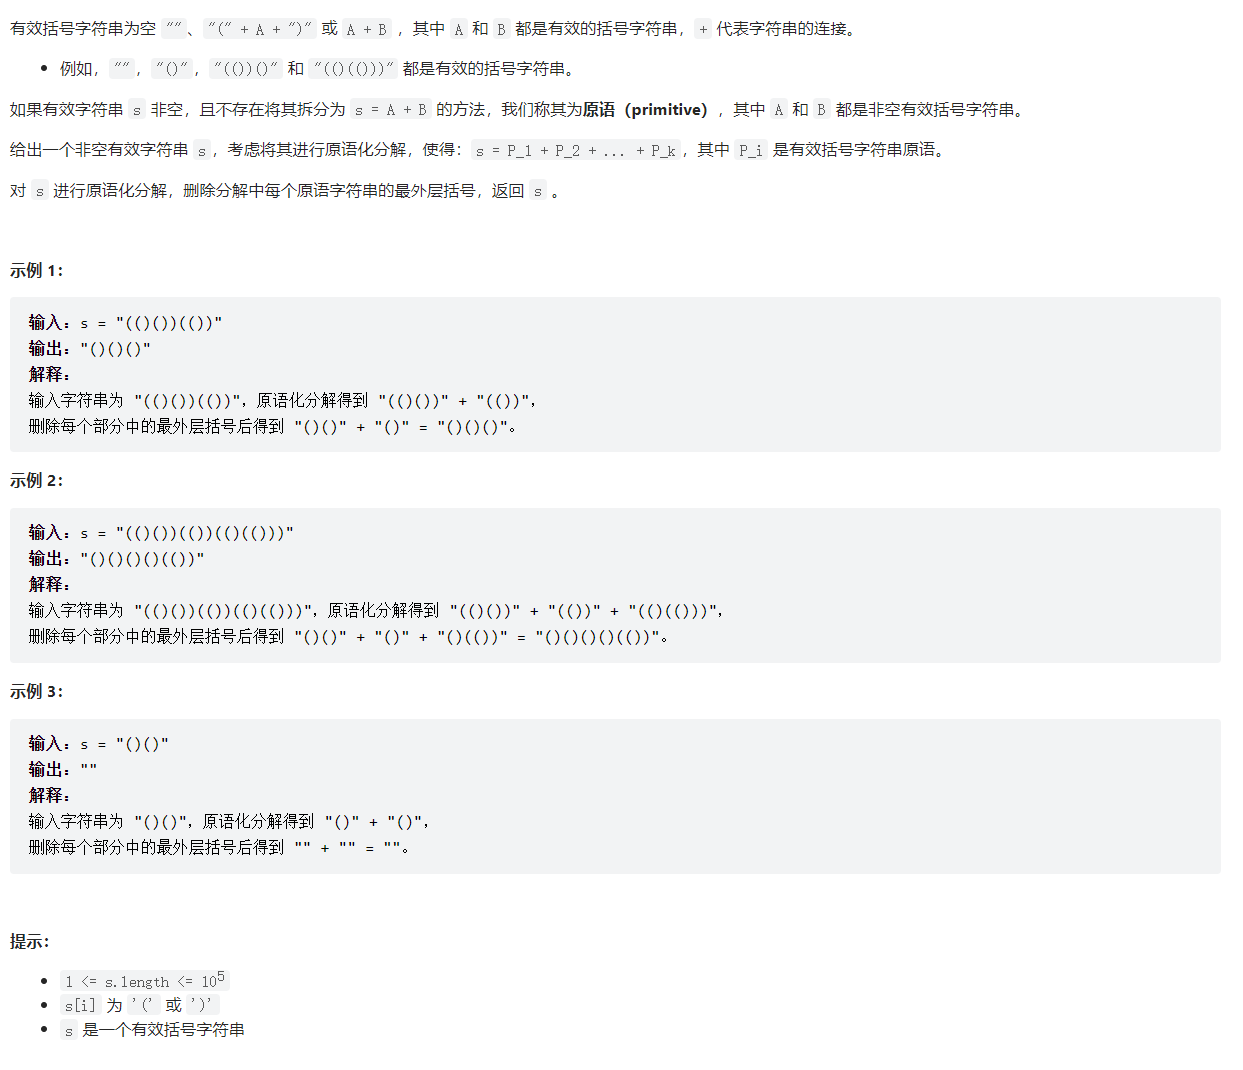 有效括号字符串为空 ""、"(" + A + ")" 或 A + B ，其中 A 和 B 都是有效的括号字符串，+ 代表字符串的连接。
• 例如，""，"()"，"(())()" 和 "(()(()))" 都是有效的括号字符串。
如果有效字符串 s 非空，且不存在将其拆分为 s = A + B 的方法，我们称其为原语（primitive），其中 A 和 B 都是非空有效括号字符串。
给出一个非空有效字符串 s，考虑将其进行原语化分解，使得：s = P_1 + P_2 + ... + P_k，其中 P_i 是有效括号字符串原语。
对 s 进行原语化分解，删除分解中每个原语字符串的最外层括号，返回 s 。
示例 1：
输入：s = "(()())(())"
输出："()()()"
解释：
输入字符串为 "(()())(())"，原语化分解得到 "(()())" + "(())"，
删除每个部分中的最外层括号后得到 "()()" + "()" = "()()()"。
示例 2：
输入：s = "(()())(())(()(()))"
输出："()()()()(())"
解释：
输入字符串为 "(()())(())(()(()))"，原语化分解得到 "(()())" + "(())" + "(()(()))"，
删除每个部分中的最外层括号后得到 "()()" + "()" + "()(())" = "()()()()(())"。
示例 3：
输入：s = "()()"
输出：""
解释：
输入字符串为 "()()"，原语化分解得到 "()" + "()"，
删除每个部分中的最外层括号后得到 "" + "" = ""。
提示：
• 1 <= s.length <= 10⁵
• s[i] 为 '(' 或 ')'
• s 是一个有效括号字符串